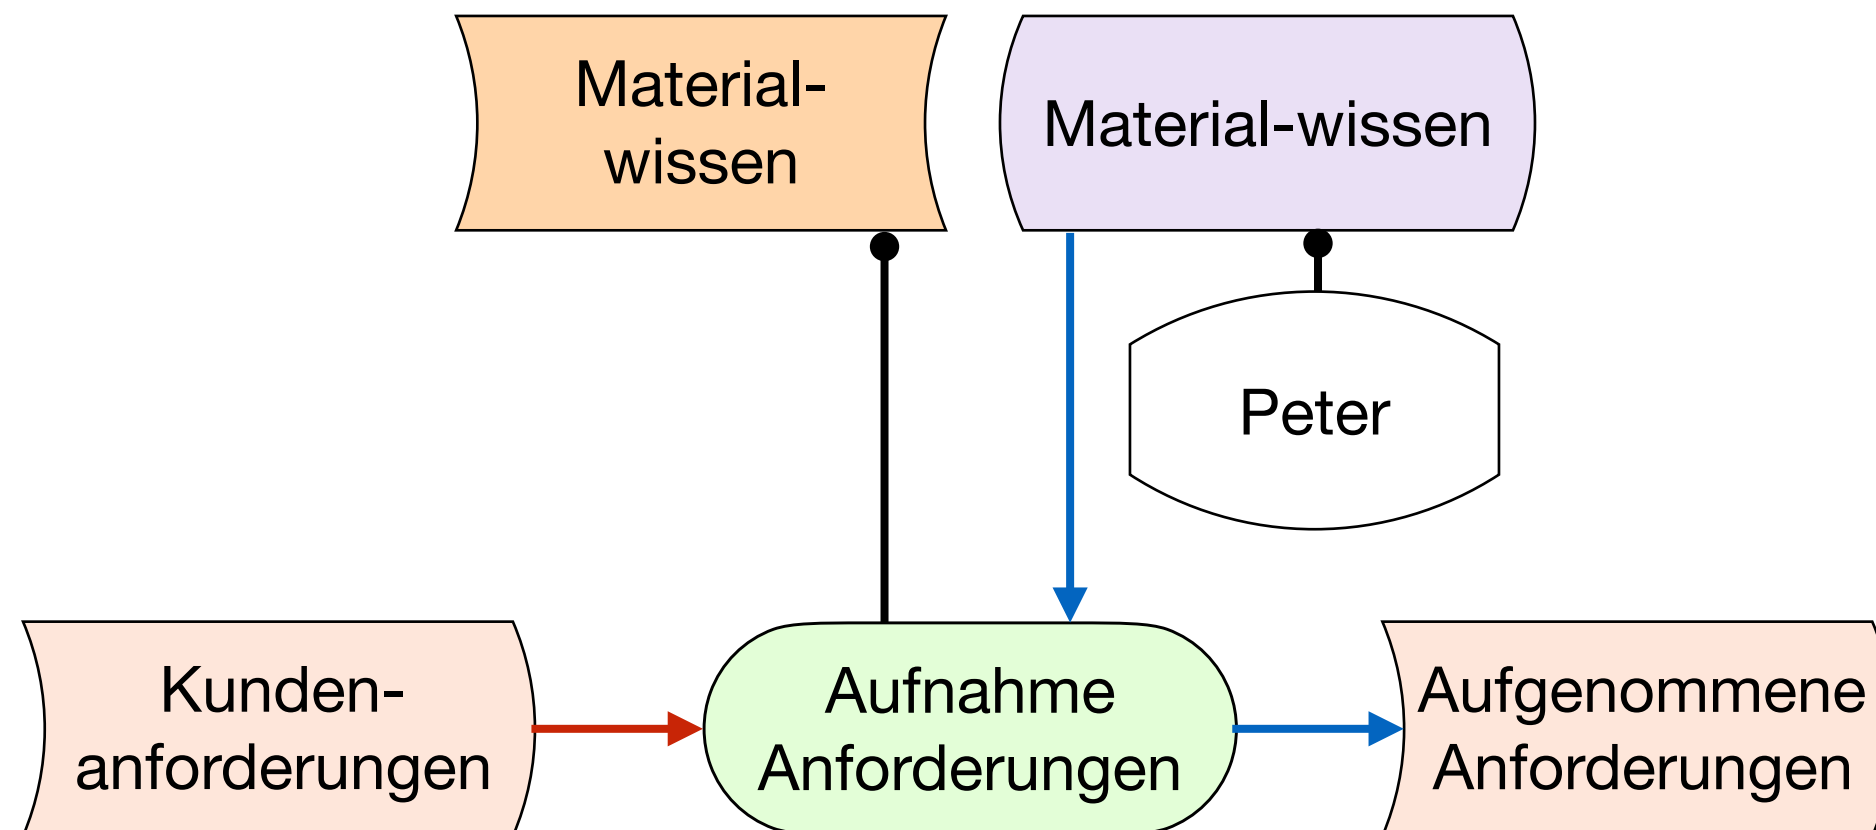 Material-
wissen
Material-wissen
Peter
Kunden-
anforderungen
Aufnahme
Anforderungen
Aufgenommene
Anforderungen